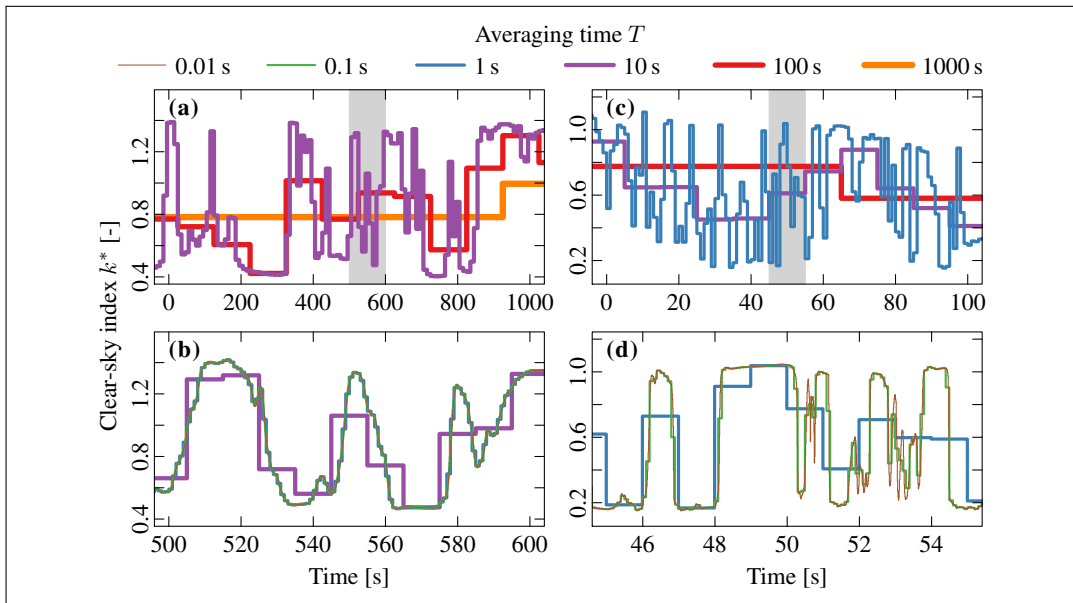 Averaging time T
0.01 s 0.1 s 1 s 10 s 100 s 1000 s
Clear-sky index k* [-]
(a)
0.4 0.8 1.2
0 200 400 600 800 1000
(c)
0.2 0.6 1.0
0 20 40 60 80 100
(b)
0.4 0.8 1.2
500 520 540 560 580 600
Time [s]
(d)
0.2 0.6 1.0
46 48 50 52 54
Time [s]